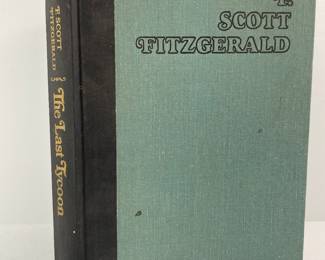 F. SCOTT
FITZGERALD
The Last Tycoon
F.
SCOTT
FITZGERALD